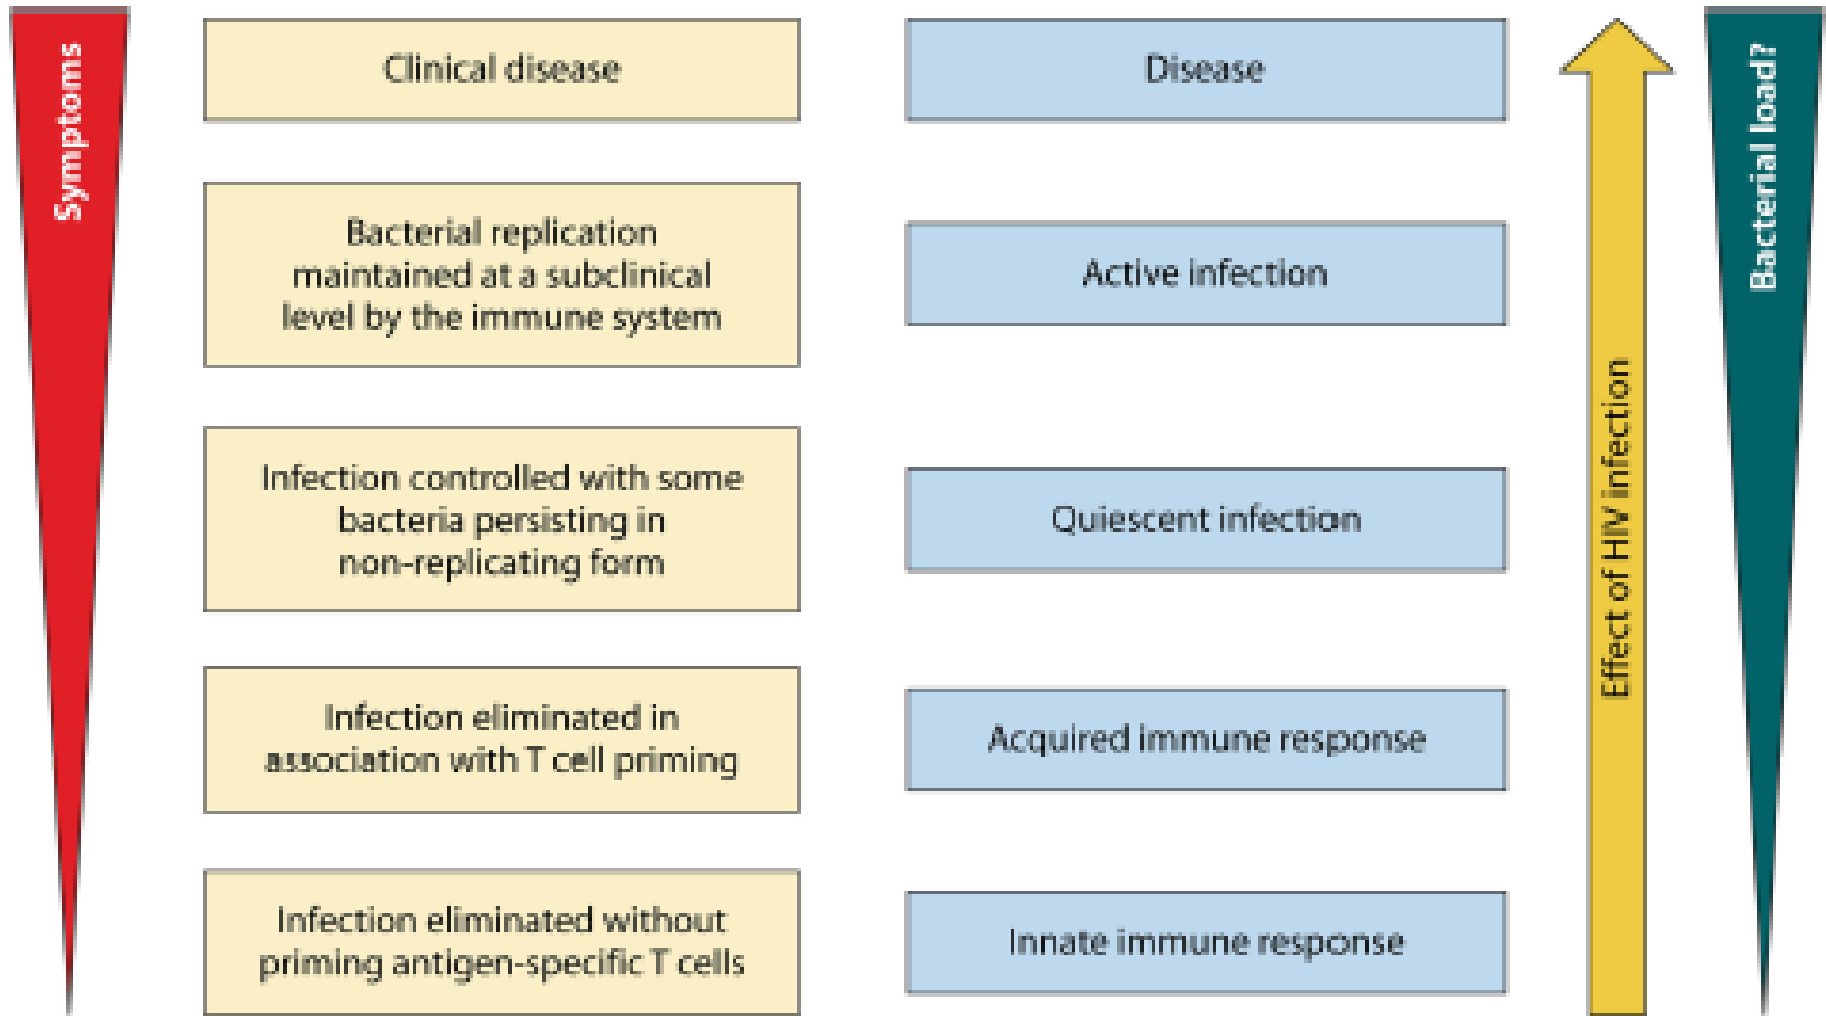 Symptoms
Clinical disease
Disease
Bacterial load?
Bacterial replication
maintained at a subclinical
level by the immune system
Active infection
Effect of HIV infection
Infection controlled with some
bacteria persisting in
non-replicating form
Quiescent infection
Infection eliminated in
association with T cell priming
Acquired immune response
Infection eliminated without
priming antigen-specific T cells
Innate immune response